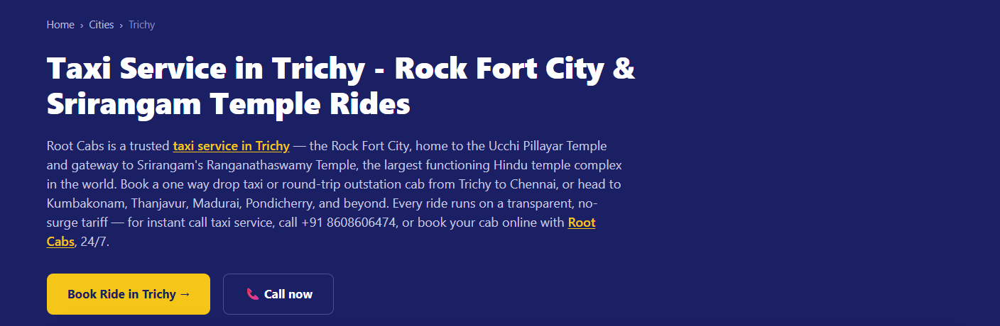 Home › Cities › Trichy
Taxi Service in Trichy - Rock Fort City &
Srirangam Temple Rides
Root Cabs is a trusted taxi service in Trichy — the Rock Fort City, home to the Ucchi Pillayar Temple
and gateway to Srirangam's Ranganathaswamy Temple, the largest functioning Hindu temple complex
in the world. Book a one way drop taxi or round-trip outstation cab from Trichy to Chennai, or head to
Kumbakonam, Thanjavur, Madurai, Pondicherry, and beyond. Every ride runs on a transparent, no-
surge tariff — for instant call taxi service, call +91 8608606474, or book your cab online with Root
Cabs, 24/7.
Book Ride in Trichy →
📞 Call now